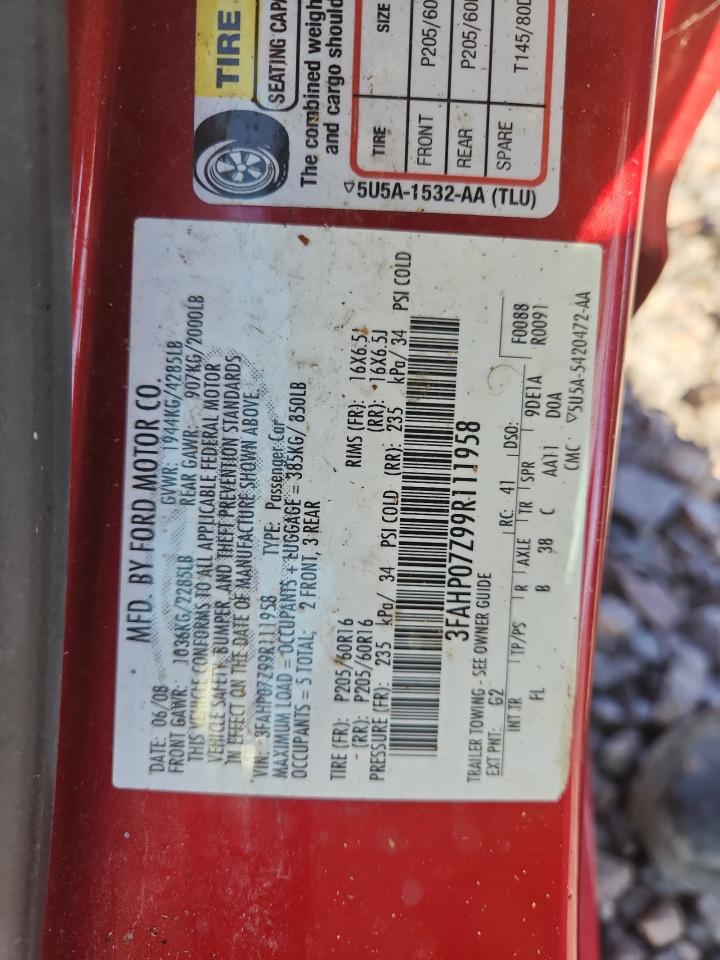 MFD. BY FORD MOTOR CO.
DATE: 06/08 GVWR: 1944KG/4285LB
FRONT GAWR: 1036KG/2285LB REAR GAWR: 907KG/2000LB
THIS VEHICLE CONFORMS TO ALL APPLICABLE FEDERAL MOTOR
VEHICLE SAFETY, BUMPER, AND THEFT PREVENTION STANDARDS
IN EFFECT ON THE DATE OF MANUFACTURE SHOWN ABOVE.
VIN: 3FAHP07Z99R111958 TYPE: Passenger Car
MAXIMUM LOAD = OCCUPANTS + LUGGAGE = 385KG/850LB
OCCUPANTS = 5 TOTAL; 2 FRONT, 3 REAR
TIRE (FR): P205/60R16 RIMS (FR): 16X6.5J
(RR): P205/60R16 (RR): 16X6.5J
PRESSURE (FR): 235 kPa/ 34 PSI COLD (RR): 235 kPa/ 34 PSI COLD
3FAHP07Z99R111958
TRAILER TOWING - SEE OWNER GUIDE
EXT PNT: G2 RC: 41 DSO: F0088
INT TR TP/PS R AXLE TR SPR 9DE1A R0091
FL B 38 C AA11 DOA
CMC ▽5U5A-5420472-AA
TIRE
SEATING CAP
The combined weigh
and cargo should
TIRE SIZE
FRONT P205/60
REAR P205/60
SPARE T145/80D
▽5U5A-1532-AA (TLU)